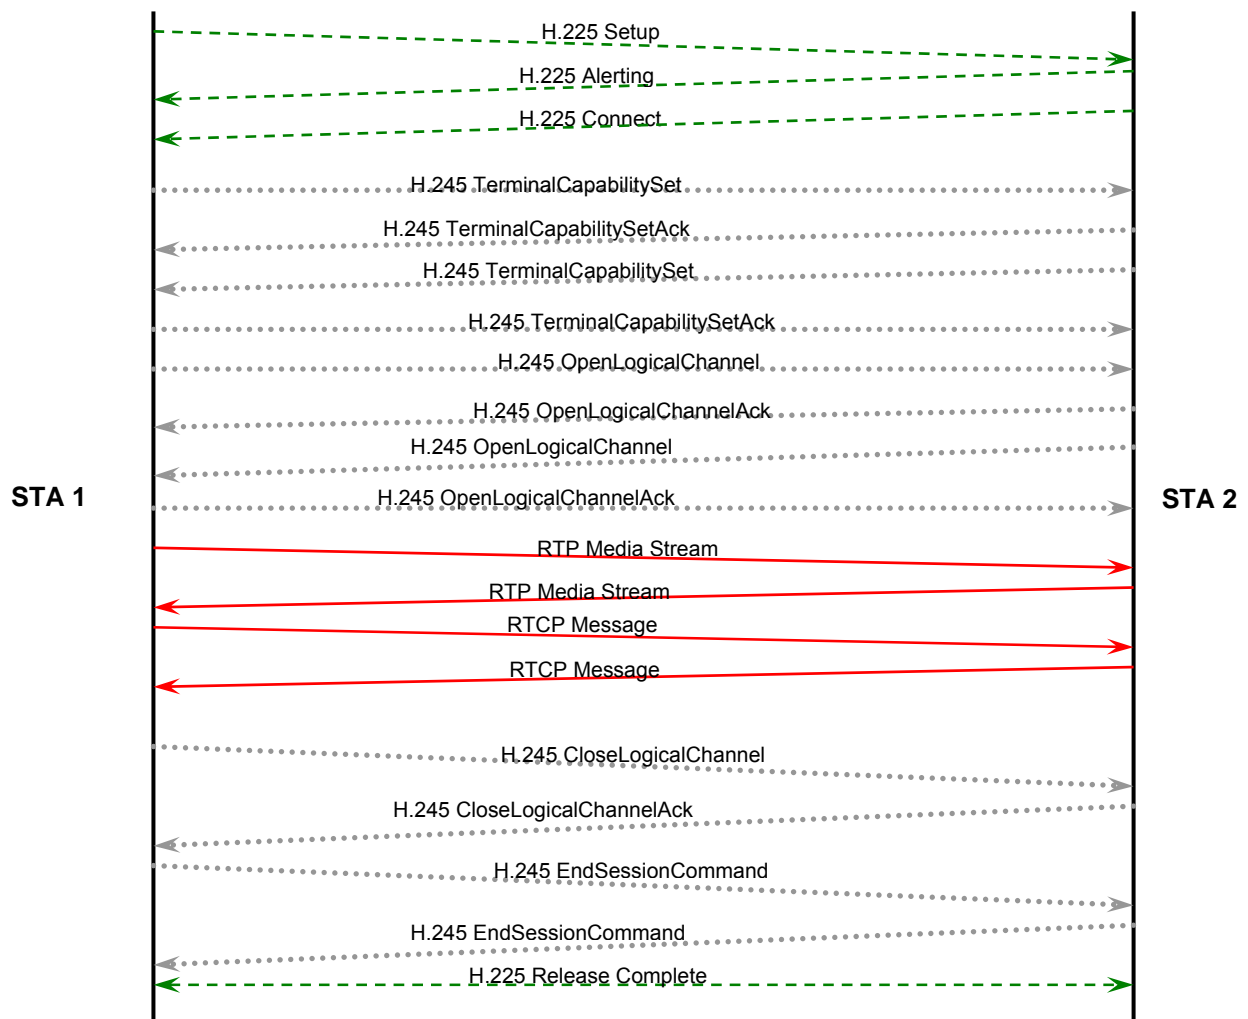 H.225 Setup
H.225 Alerting
H.225 Connect
H.245 TerminalCapabilitySet
H.245 TerminalCapabilitySetAck
H.245 TerminalCapabilitySet
H.245 TerminalCapabilitySetAck
H.245 OpenLogicalChannel
H.245 OpenLogicalChannelAck
H.245 OpenLogicalChannel
STA 1
H.245 OpenLogicalChannelAck
STA 2
RTP Media Stream
RTP Media Stream
RTCP Message
RTCP Message
H.245 CloseLogicalChannel
H.245 CloseLogicalChannelAck
H.245 EndSessionCommand
H.245 EndSessionCommand
H.225 Release Complete